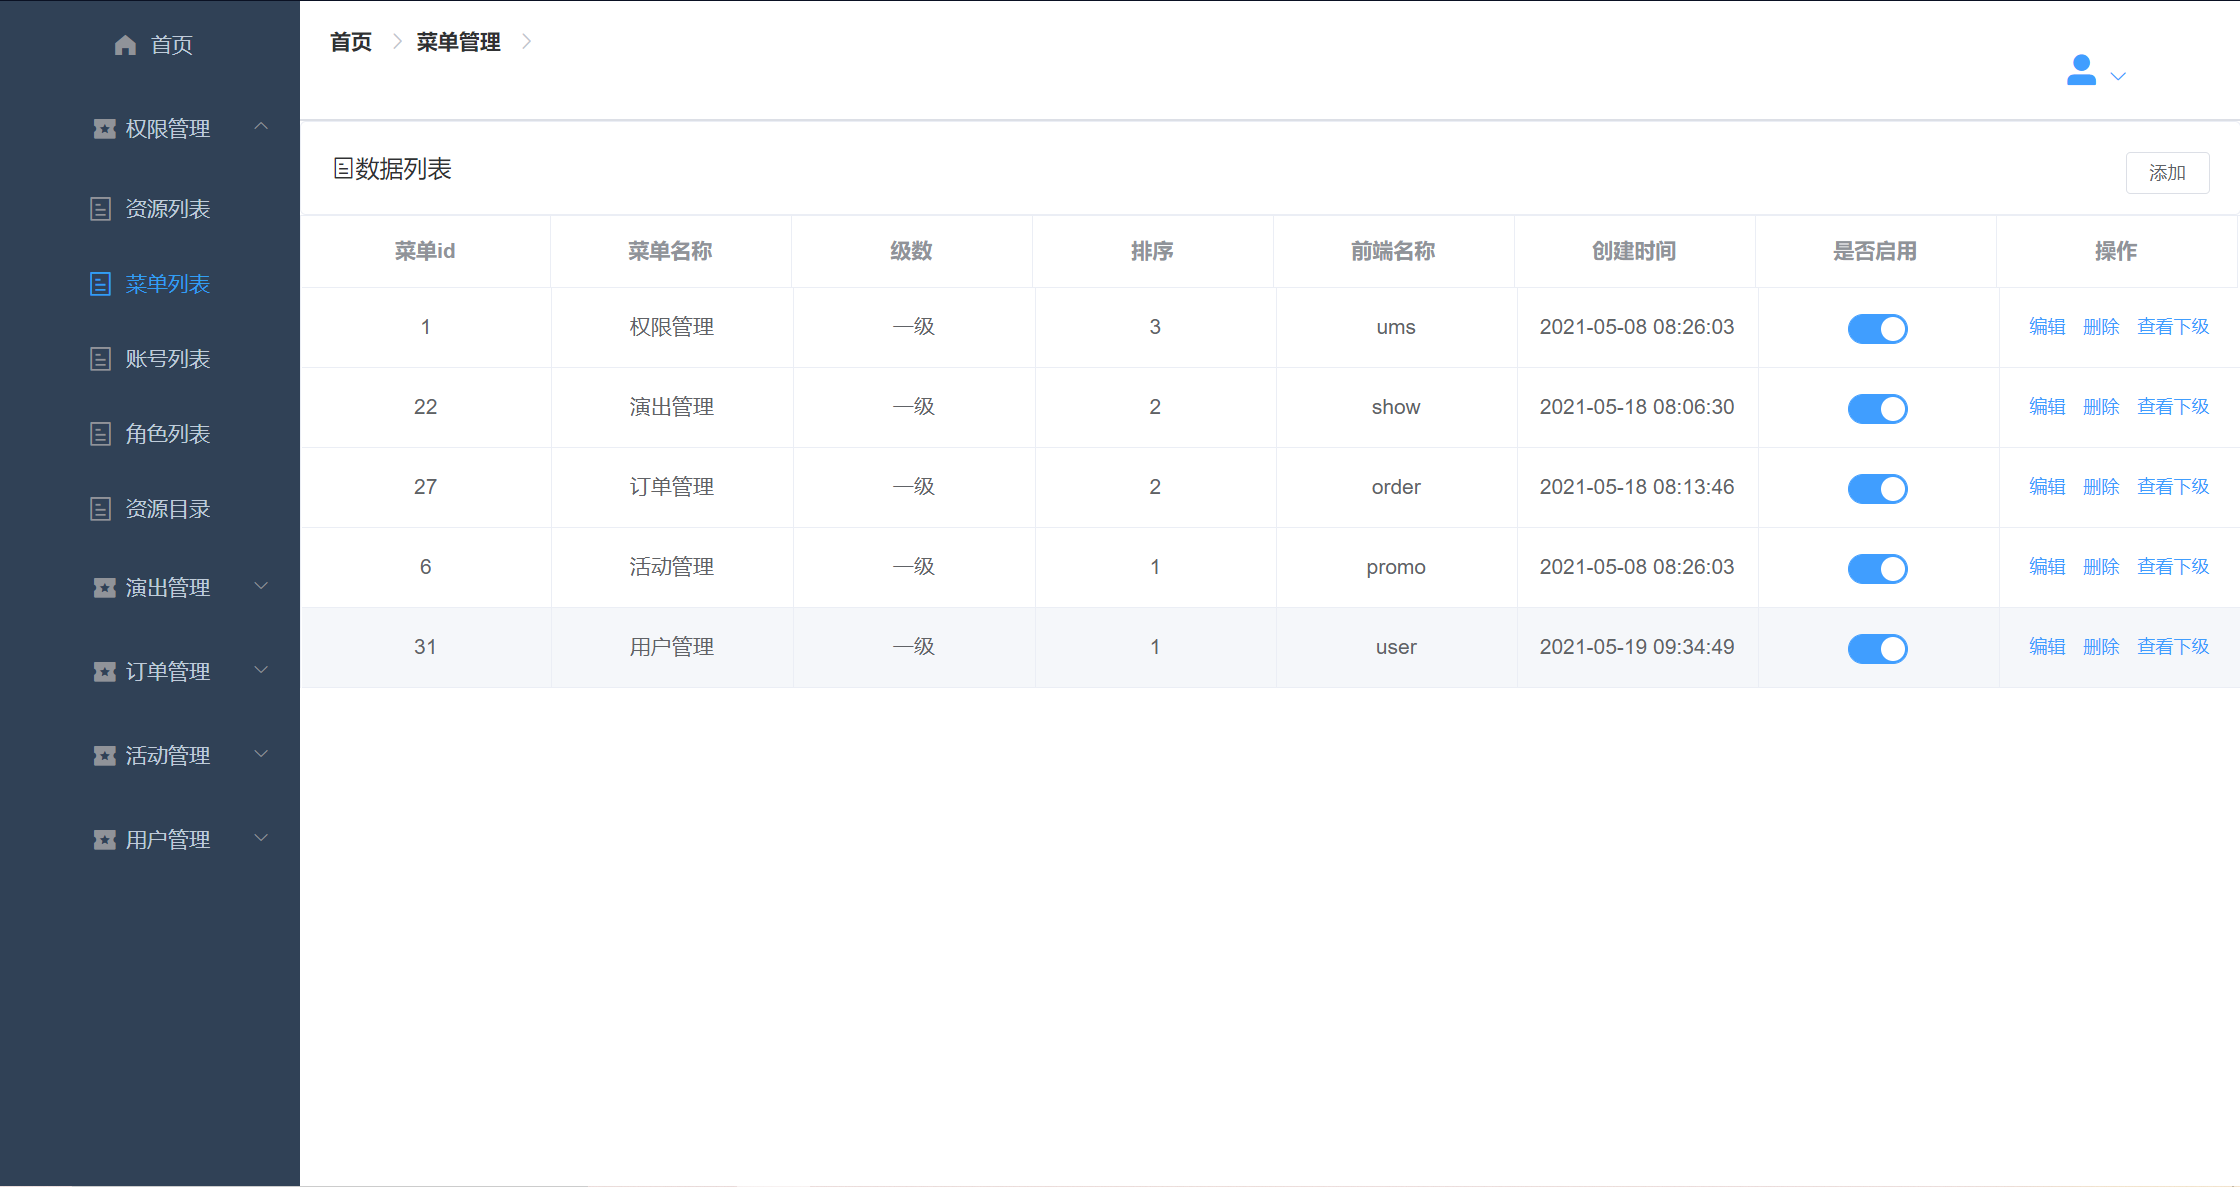 首页
权限管理
资源列表
菜单列表
账号列表
角色列表
资源目录
演出管理
订单管理
活动管理
用户管理
首页 菜单管理
数据列表
添加
菜单id 菜单名称 级数 排序 前端名称 创建时间 是否启用 操作
1 权限管理 一级 3 ums 2021-05-08 08:26:03 编辑 删除 查看下级
22 演出管理 一级 2 show 2021-05-18 08:06:30 编辑 删除 查看下级
27 订单管理 一级 2 order 2021-05-18 08:13:46 编辑 删除 查看下级
6 活动管理 一级 1 promo 2021-05-08 08:26:03 编辑 删除 查看下级
31 用户管理 一级 1 user 2021-05-19 09:34:49 编辑 删除 查看下级